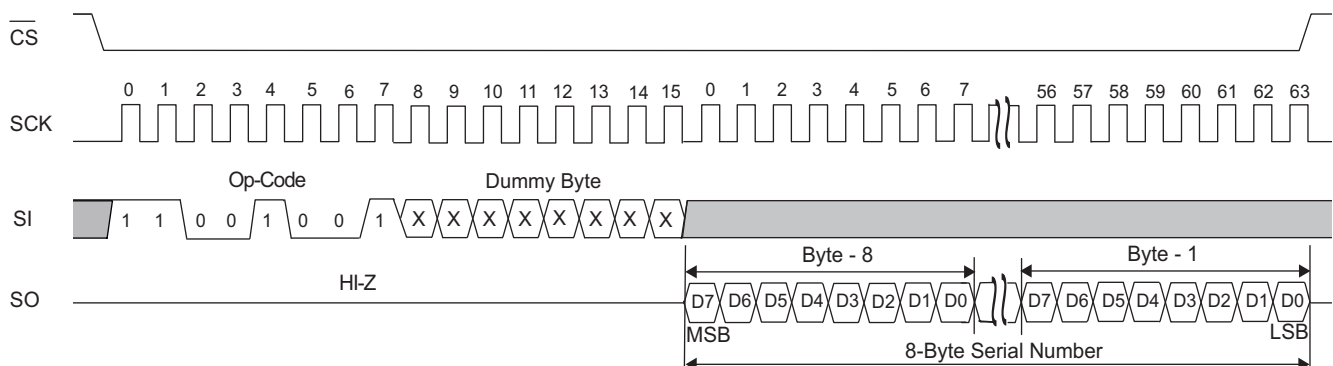 CS
0 1 2 3 4 5 6 7 8 9 10 11 12 13 14 15 0 1 2 3 4 5 6 7 56 57 58 59 60 61 62 63
SCK
Op-Code Dummy Byte
SI 1 1 0 0 1 0 0 1 X X X X X X X X
Byte - 8 Byte - 1
HI-Z
SO D7 D6 D5 D4 D3 D2 D1 D0 D7 D6 D5 D4 D3 D2 D1 D0
MSB LSB
8-Byte Serial Number